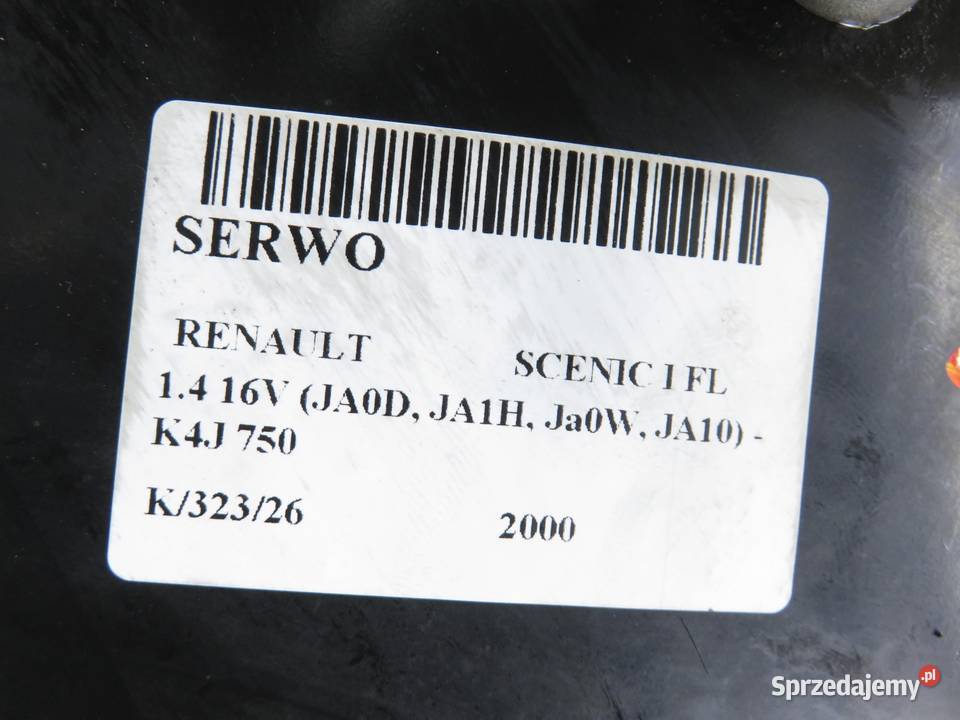 SERWO
RENAULT SCENIC I FL
1.4 16V (JA0D, JA1H, Ja0W, JA10) -
K4J 750
K/323/26 2000
Sprzedajemy.pl